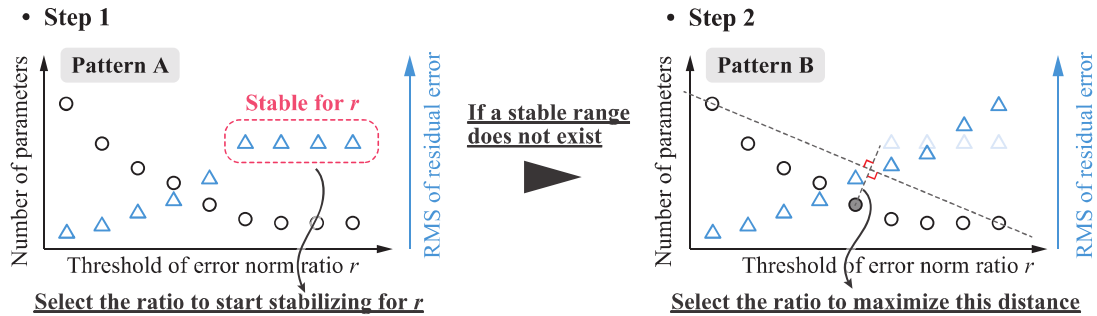 • Step 1
Pattern A
Number of parameters
Stable for r
RMS of residual error
Threshold of error norm ratio r
Select the ratio to start stabilizing for r
If a stable range
does not exist
• Step 2
Pattern B
Number of parameters
RMS of residual error
Threshold of error norm ratio r
Select the ratio to maximize this distance